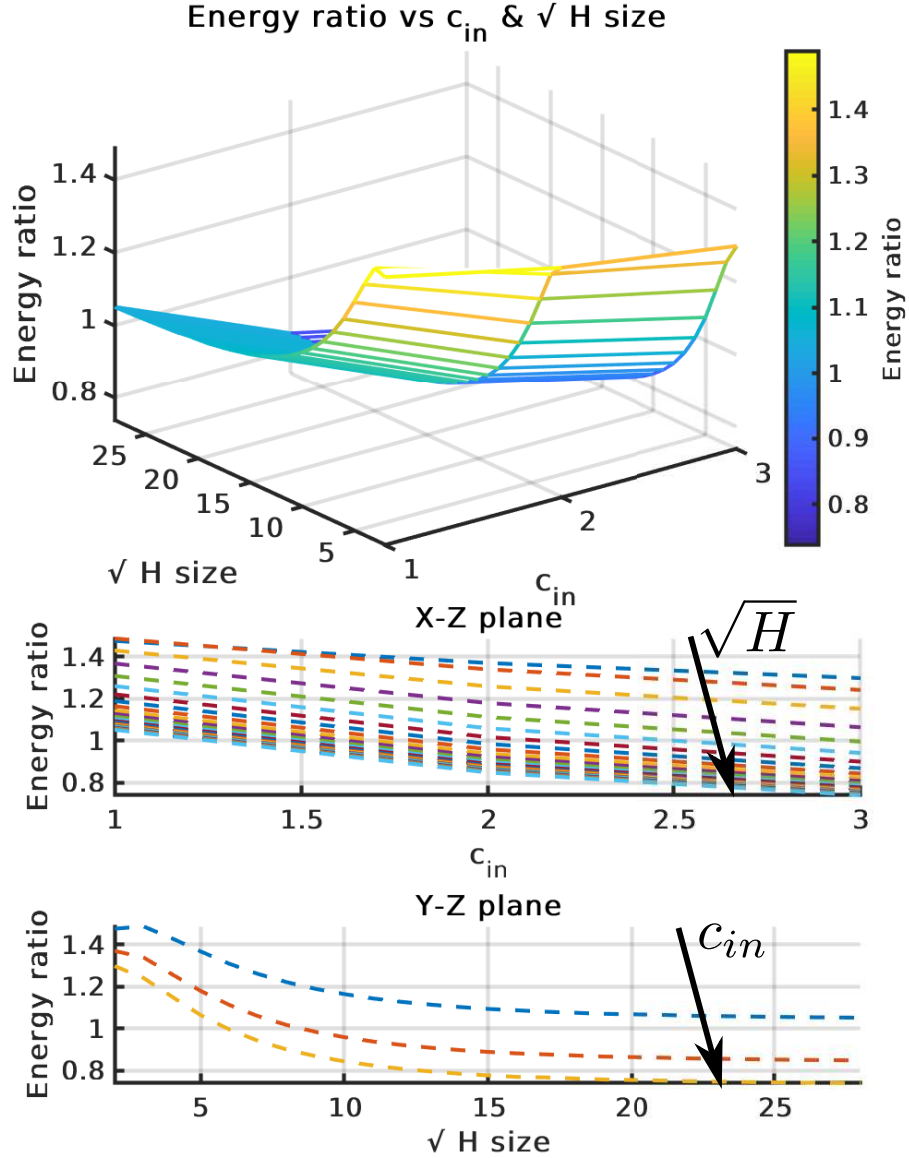 Energy ratio vs c_in & √ H size
Energy ratio
1.4
1.2
1
0.8
25
20
15
10
5
√ H size
1
2
3
c_in
1.4
1.3
1.2
1.1
1
0.9
0.8
Energy ratio
X-Z plane
√H
Energy ratio
1.4
1.2
1
0.8
1 1.5 2 2.5 3
c_in
Y-Z plane
c_in
Energy ratio
1.4
1.2
1
0.8
5 10 15 20 25
√ H size